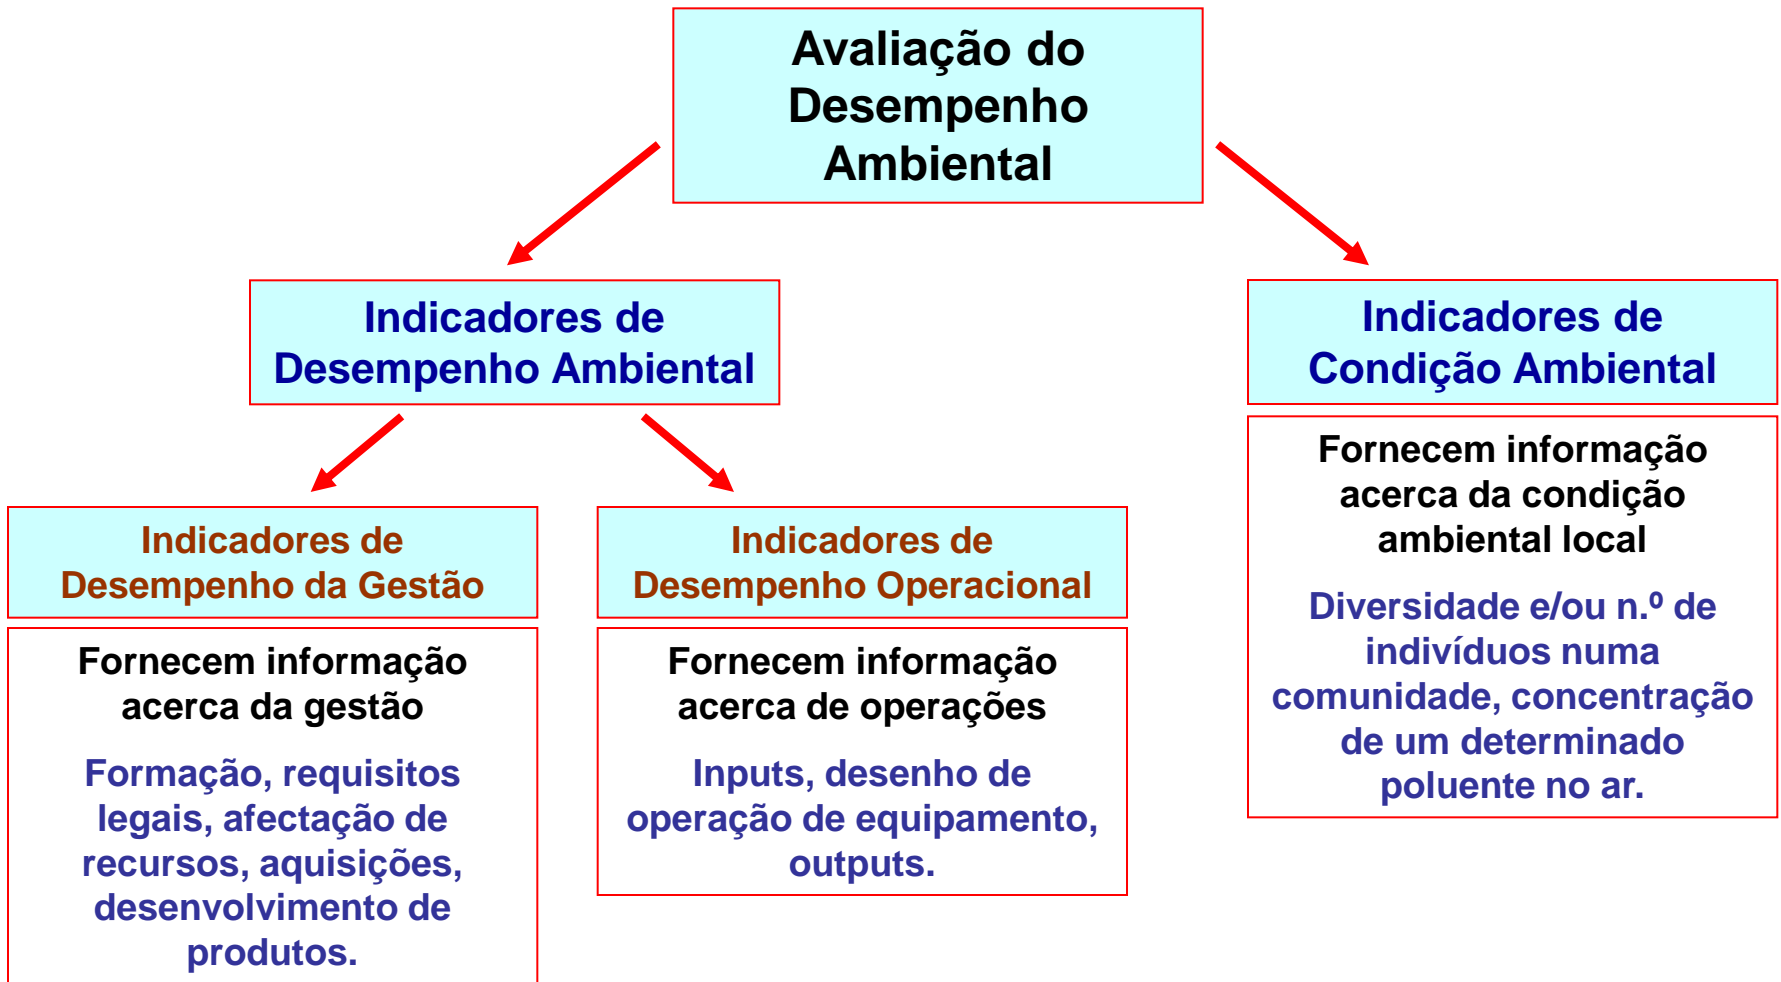 Avaliação do
Desempenho
Ambiental
Indicadores de
Desempenho Ambiental
Indicadores de
Condição Ambiental
Fornecem informação
acerca da condição
ambiental local
Diversidade e/ou n.º de
indivíduos numa
comunidade, concentração
de um determinado
poluente no ar.
Indicadores de
Desempenho da Gestão
Fornecem informação
acerca da gestão
Formação, requisitos
legais, afectação de
recursos, aquisições,
desenvolvimento de
produtos.
Indicadores de
Desempenho Operacional
Fornecem informação
acerca de operações
Inputs, desenho de
operação de equipamento,
outputs.